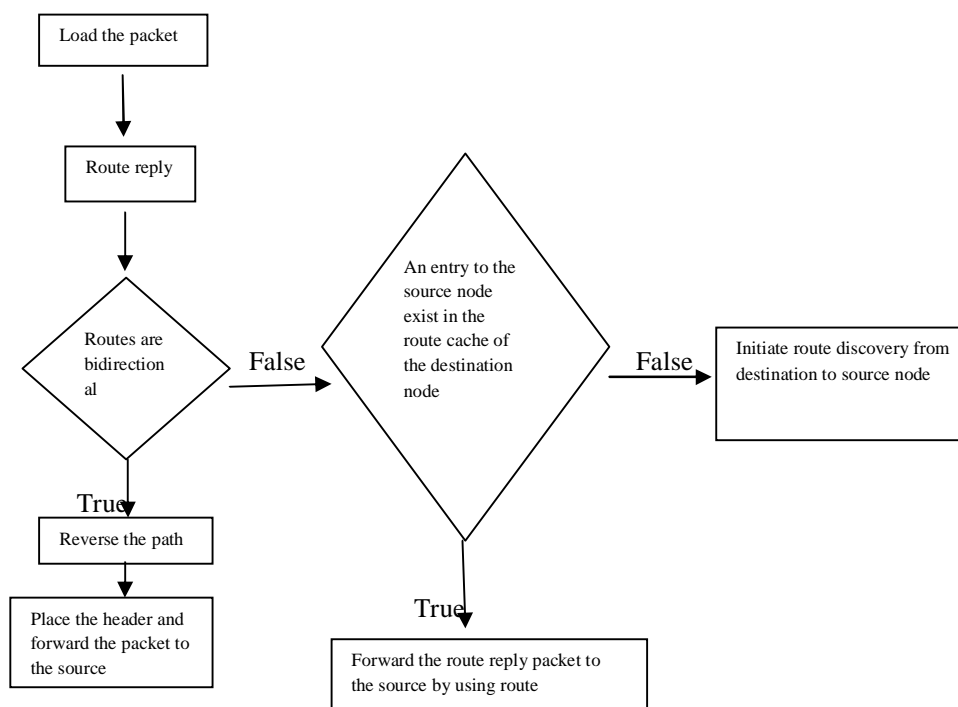 Load the packet
Route reply
Routes are
bidirection
al
False
An entry to the
source node
exist in the
route cache of
the destination
node
False
Initiate route discovery from
destination to source node
True
Reverse the path
Place the header and
forward the packet to
the source
True
Forward the route reply packet to
the source by using route